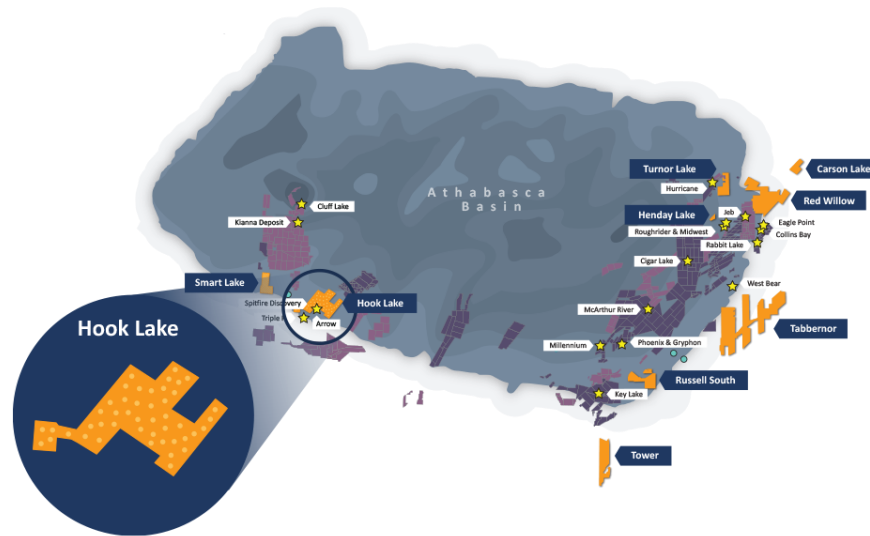 Athabasca
Basin
Turnor Lake
Carson Lake
Hurricane
Red Willow
Cluff Lake
Henday Lake
Jeb
Eagle Point
Kianna Deposit
Roughrider & Midwest
Collins Bay
Rabbit Lake
Cigar Lake
Smart Lake
West Bear
Spitfire Discovery
Hook Lake
McArthur River
Triple
Arrow
Hook Lake
Tabbernor
Millennium
Phoenix & Gryphon
Russell South
Key Lake
Tower